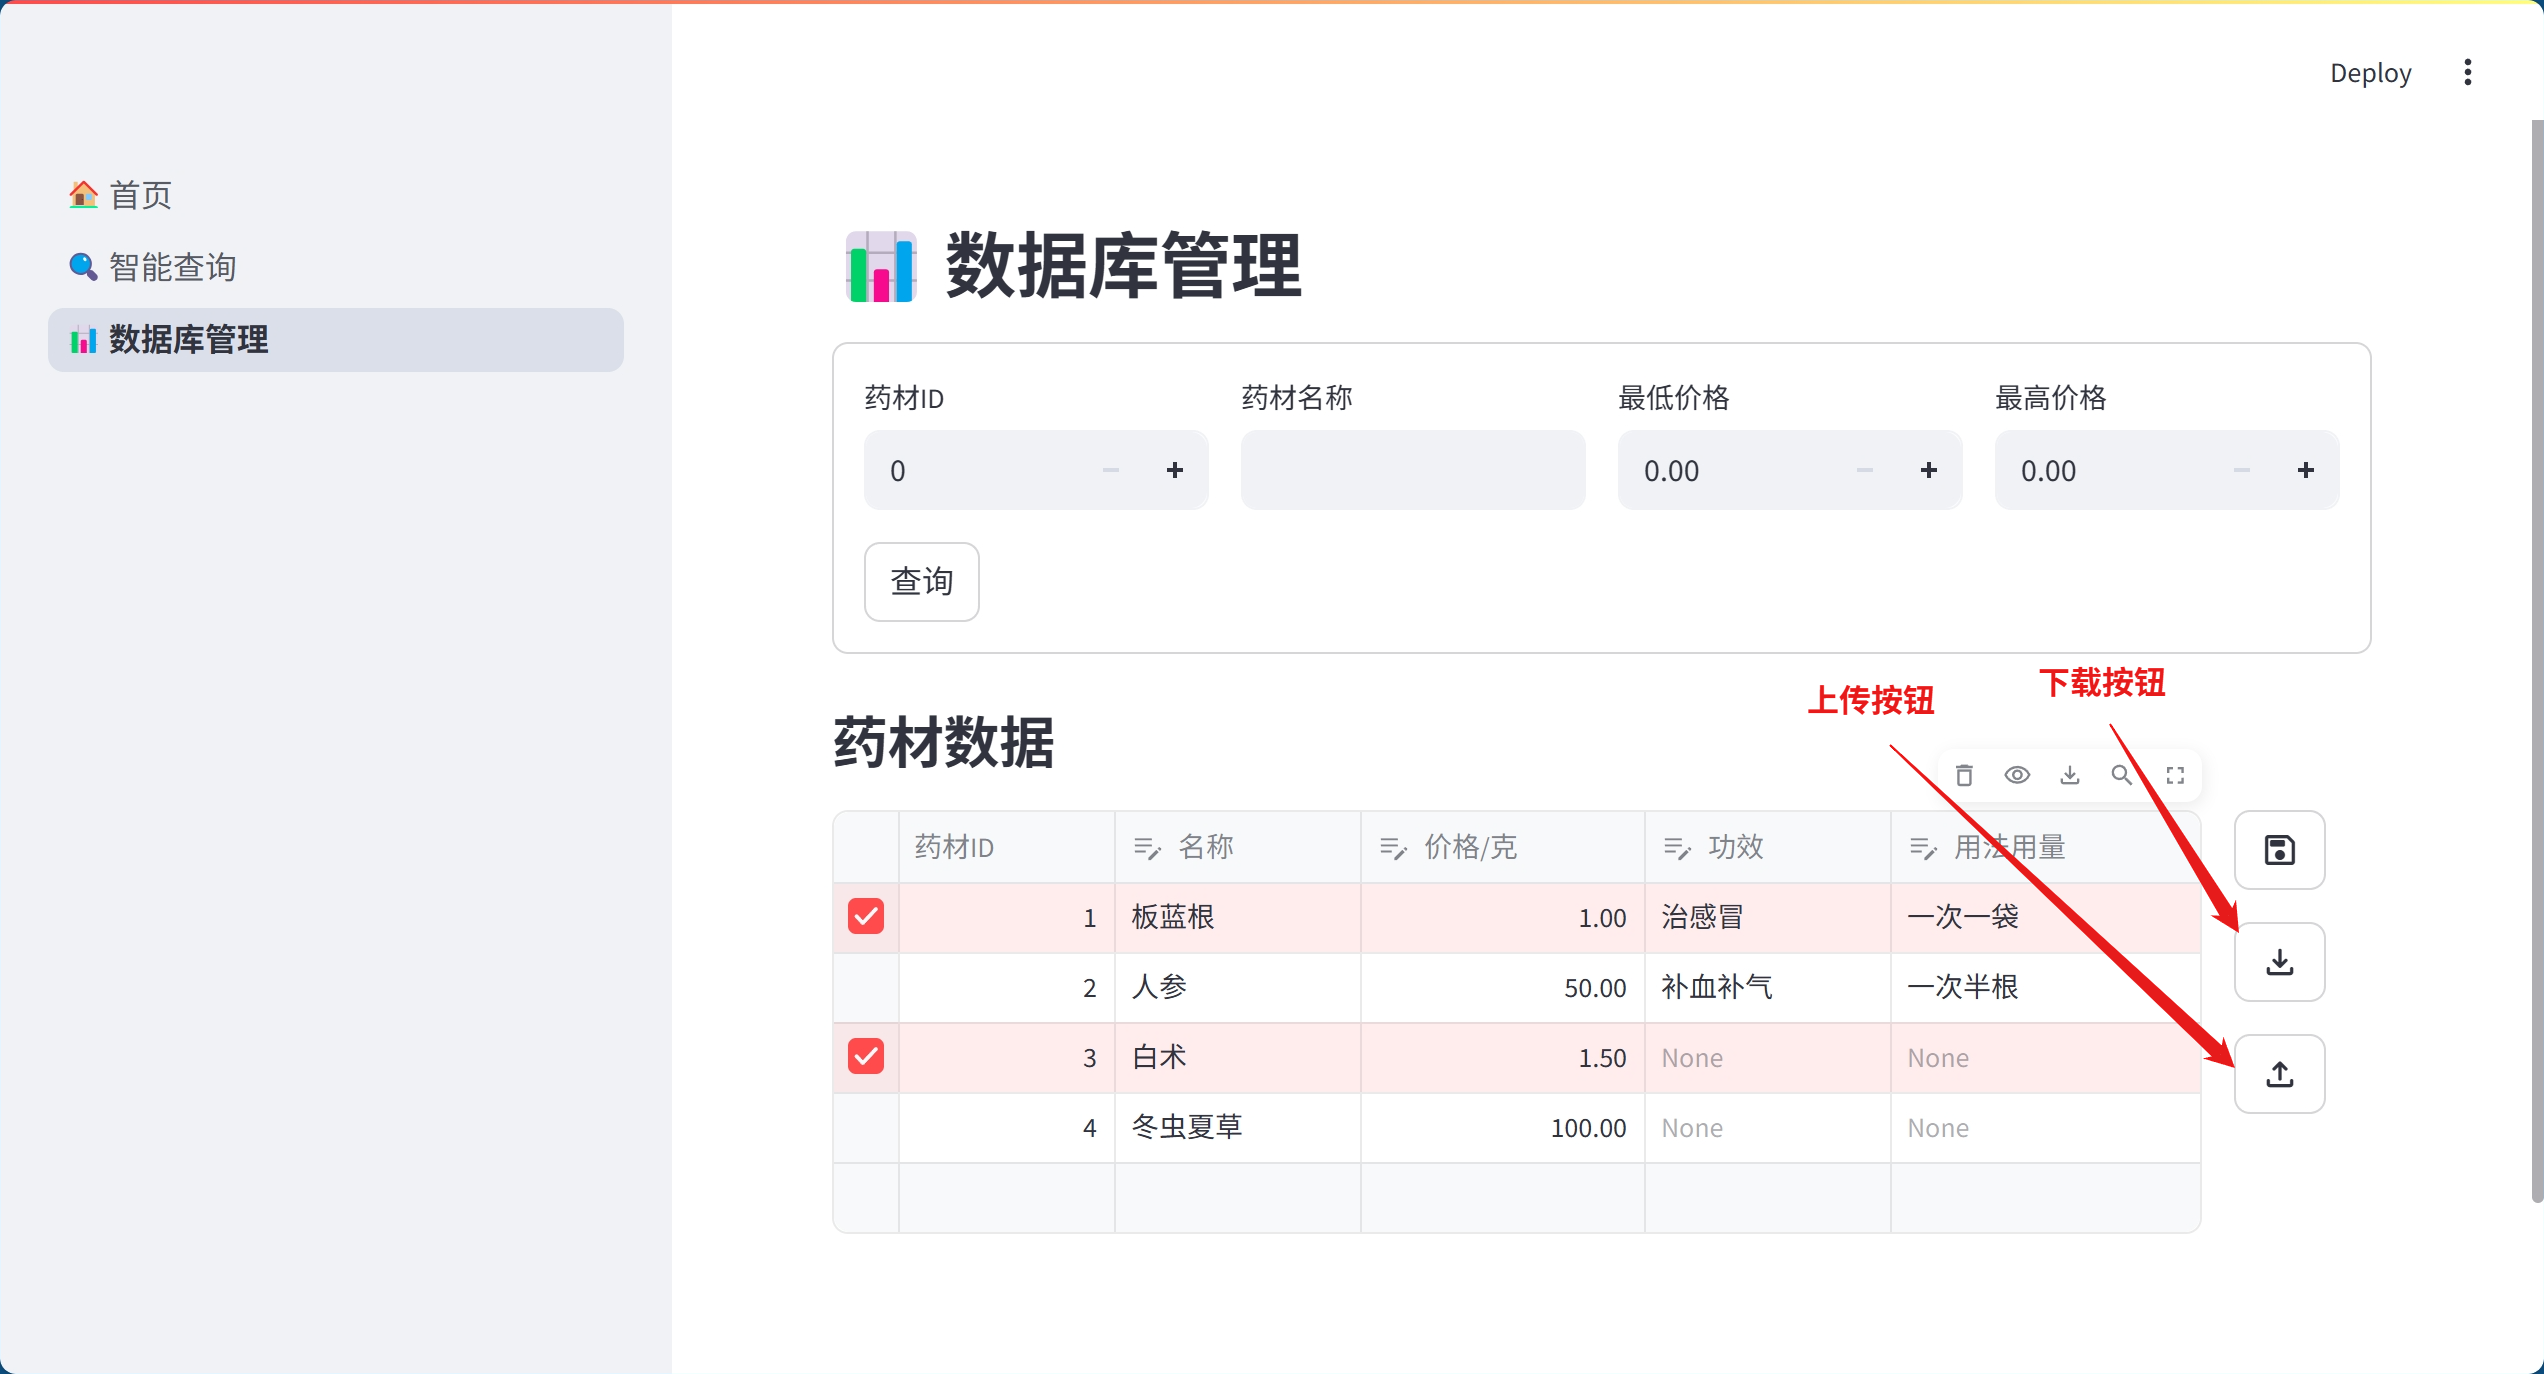 Deploy
首页
智能查询
数据库管理
数据库管理
药材ID 药材名称 最低价格 最高价格
0 0.00 0.00
查询
上传按钮 下载按钮
药材数据
药材ID 名称 价格/克 功效 用法用量
1 板蓝根 1.00 治感冒 一次一袋
2 人参 50.00 补血补气 一次半根
3 白术 1.50 None None
4 冬虫夏草 100.00 None None